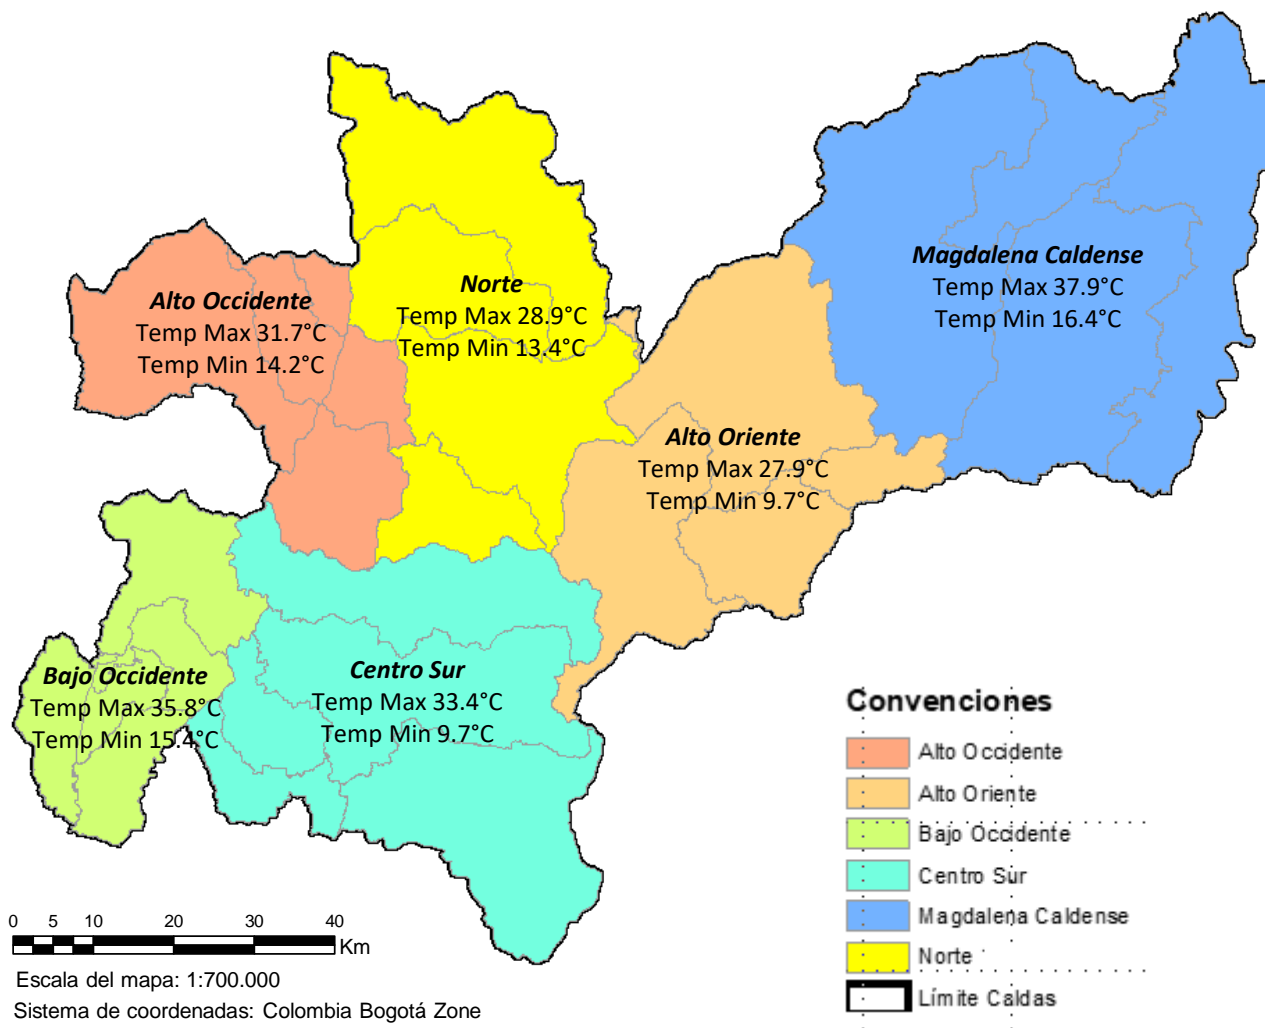 Magdalena Caldense
Temp Max 37.9°C
Temp Min 16.4°C
Norte
Temp Max 28.9°C
Temp Min 13.4°C
Alto Occidente
Temp Max 31.7°C
Temp Min 14.2°C
Alto Oriente
Temp Max 27.9°C
Temp Min 9.7°C
Bajo Occidente
Temp Max 35.8°C
Temp Min 15.4°C
Centro Sur
Temp Max 33.4°C
Temp Min 9.7°C
Convenciones
Alto Occidente
Alto Oriente
Bajo Occidente
Centro Sur
Magdalena Caldense
Norte
Límite Caldas
0 5 10 20 30 40
Km
Escala del mapa: 1:700.000
Sistema de coordenadas: Colombia Bogotá Zone